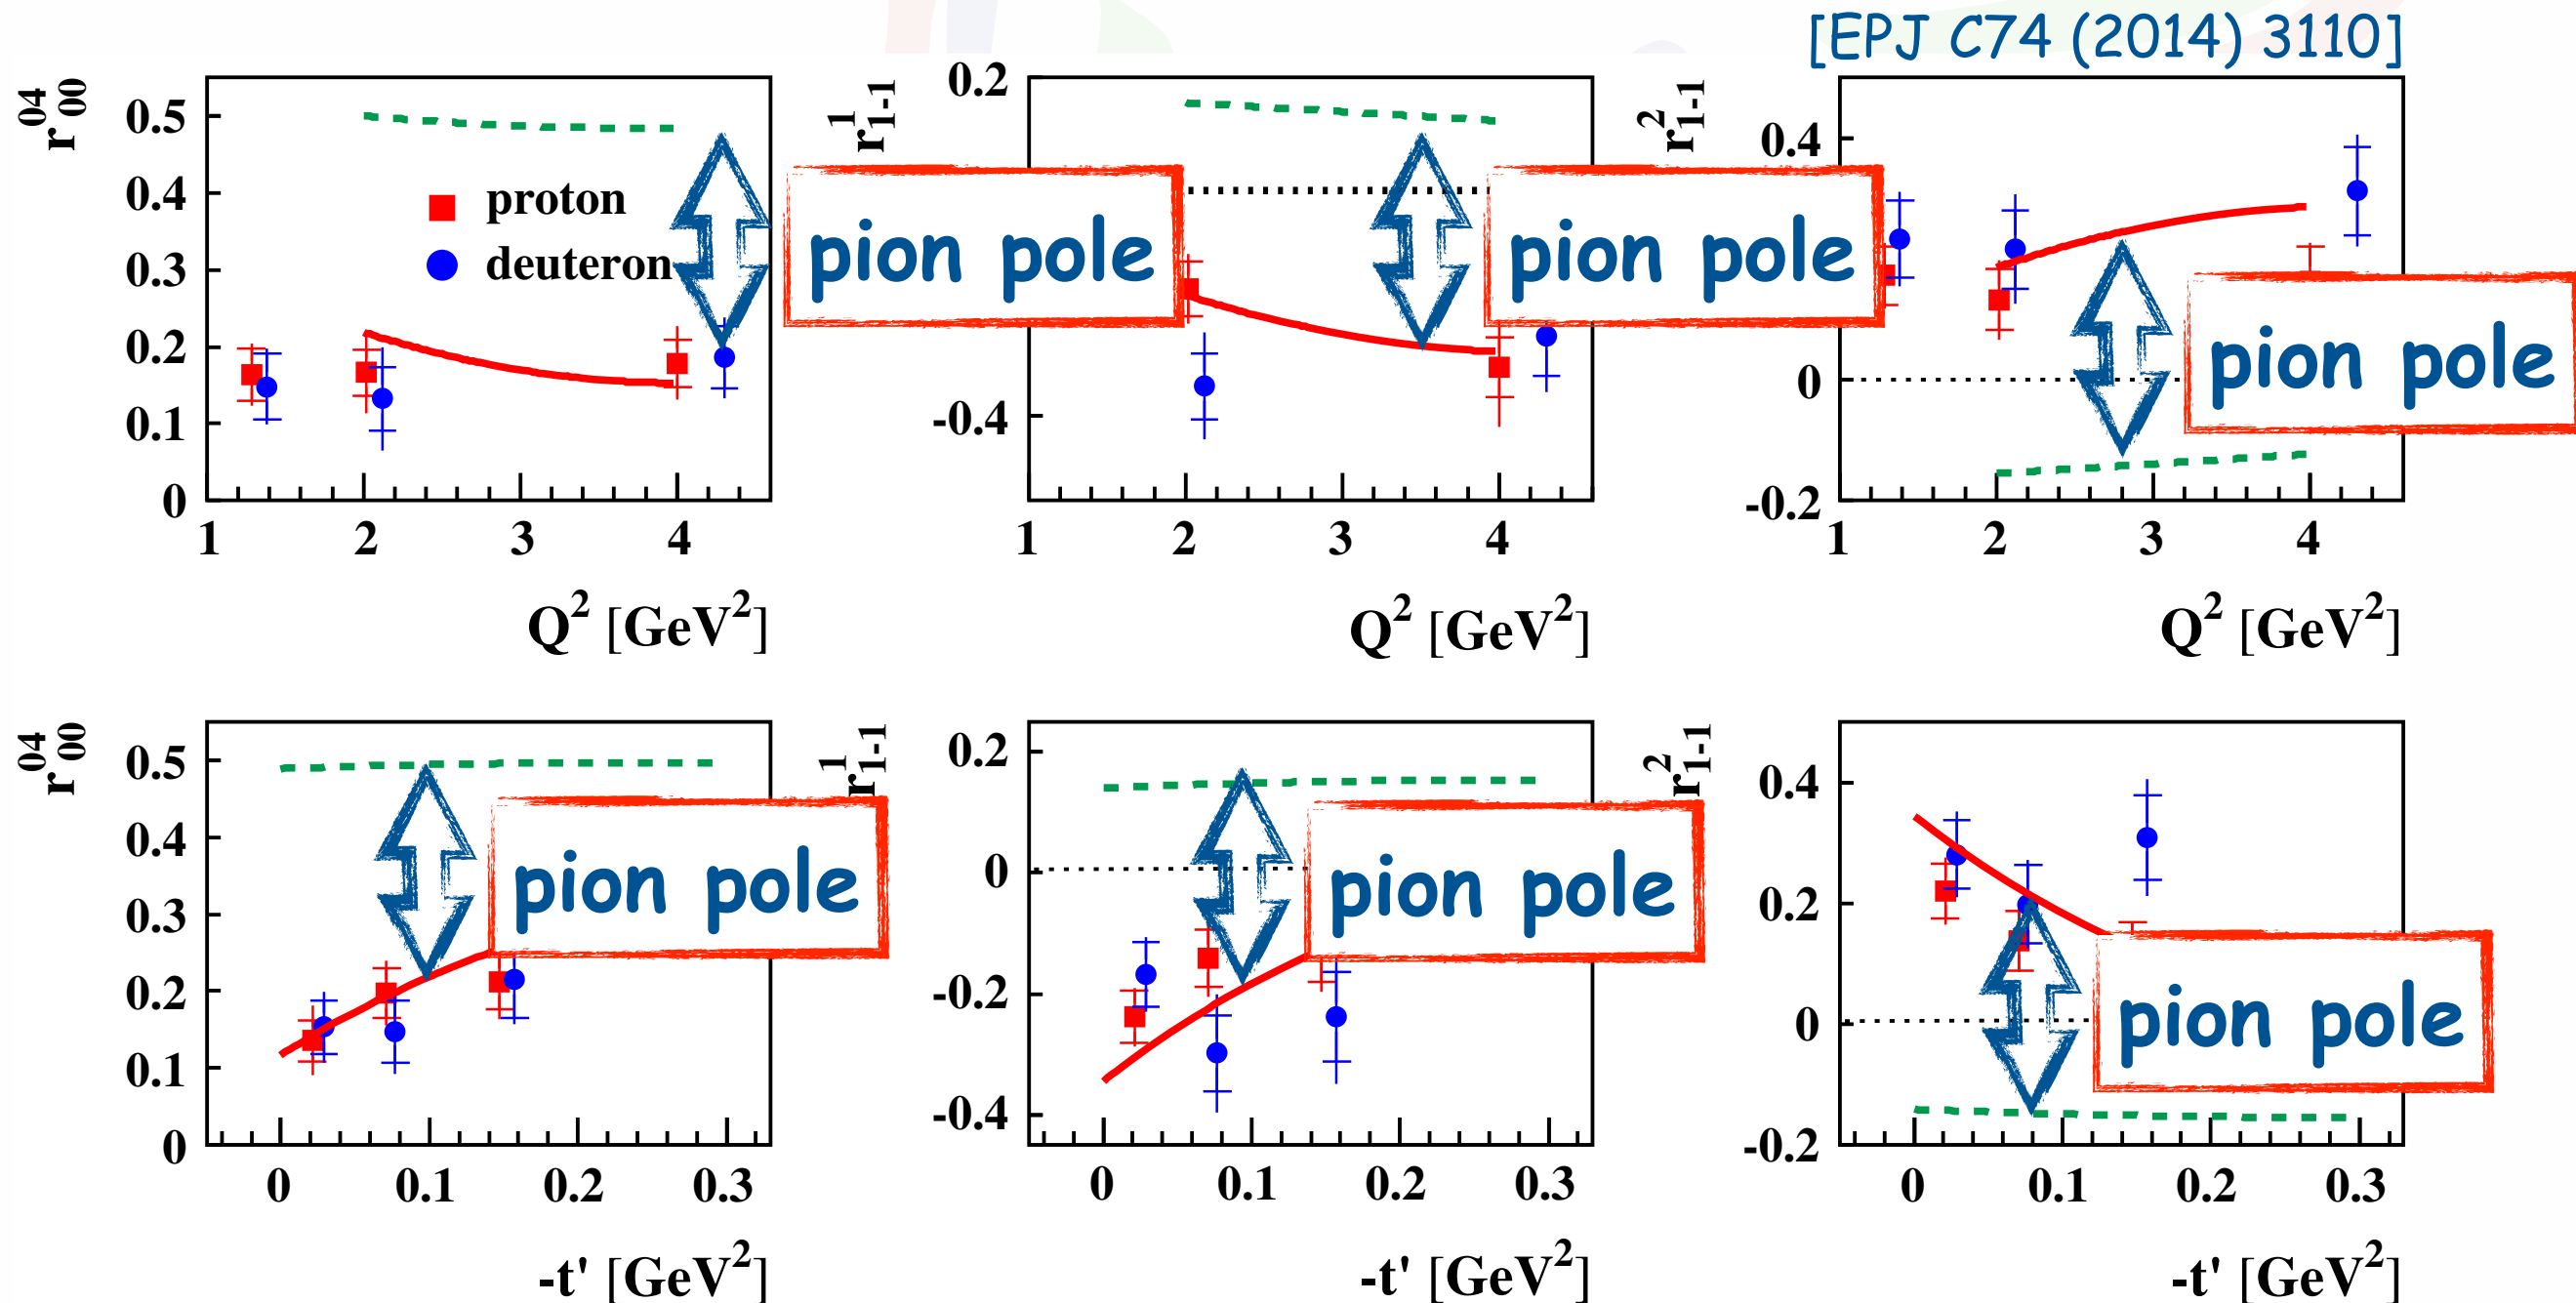 [EPJ C74 (2014) 3110]
r^04_00
0.5
0.4
0.3
0.2
0.1
0
proton
deuteron
pion pole
1 2 3 4
Q^2 [GeV^2]
r^1_1-1
0.2
-0.4
pion pole
1 2 3 4
Q^2 [GeV^2]
r^2_1-1
0.4
0
-0.2
pion pole
1 2 3 4
Q^2 [GeV^2]
r^04_00
0.5
0.4
0.3
0.2
0.1
0
pion pole
0 0.1 0.2 0.3
-t' [GeV^2]
r^1_1-1
0.2
0
-0.2
-0.4
pion pole
0 0.1 0.2 0.3
-t' [GeV^2]
r^2_1-1
0.4
0.2
0
-0.2
pion pole
0 0.1 0.2 0.3
-t' [GeV^2]